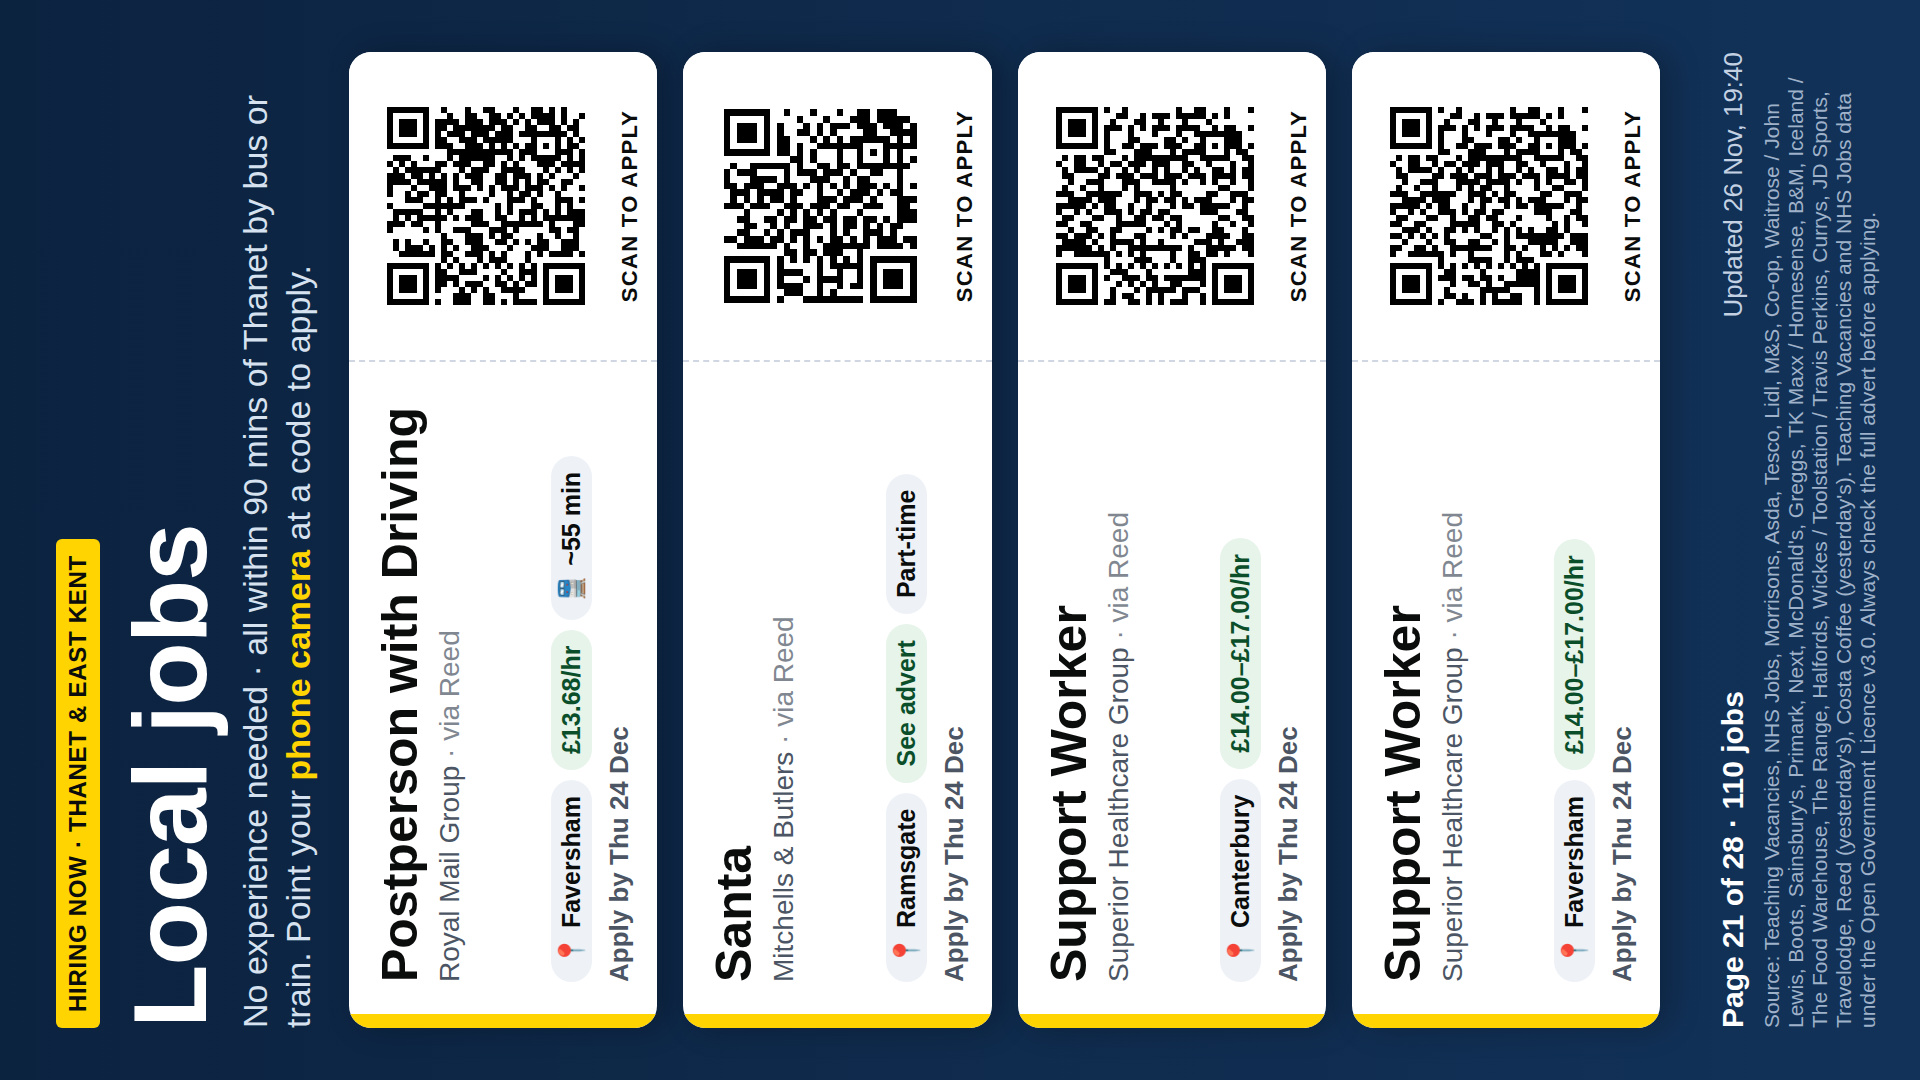 HIRING NOW · THANET & EAST KENT
Local jobs
No experience needed · all within 90 mins of Thanet by bus or
train. Point your phone camera at a code to apply.
Postperson with Driving
Royal Mail Group · via Reed
📍 Faversham
£13.68/hr
🚆 ~55 min
Apply by Thu 24 Dec
SCAN TO APPLY
Santa
Mitchells & Butlers · via Reed
📍 Ramsgate
See advert
Part-time
Apply by Thu 24 Dec
SCAN TO APPLY
Support Worker
Superior Healthcare Group · via Reed
📍 Canterbury
£14.00–£17.00/hr
Apply by Thu 24 Dec
SCAN TO APPLY
Support Worker
Superior Healthcare Group · via Reed
📍 Faversham
£14.00–£17.00/hr
Apply by Thu 24 Dec
SCAN TO APPLY
Page 21 of 28 · 110 jobs
Updated 26 Nov, 19:40
Source: Teaching Vacancies, NHS Jobs, Morrisons, Asda, Tesco, Lidl, M&S, Co-op, Waitrose / John
Lewis, Boots, Sainsbury's, Primark, Next, McDonald's, Greggs, TK Maxx / Homesense, B&M, Iceland /
The Food Warehouse, The Range, Halfords, Wickes / Toolstation / Travis Perkins, Currys, JD Sports,
Travelodge, Reed (yesterday's), Costa Coffee (yesterday's). Teaching Vacancies and NHS Jobs data
under the Open Government Licence v3.0. Always check the full advert before applying.